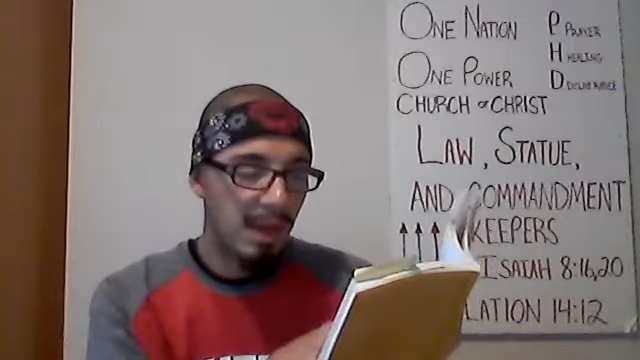 One Nation
One Power
Church of Christ
P Prayer
H Healing
D Deliverance
Law, Statue,
and Commandment
Keepers
Isaiah 8:16,20
lation 14:12